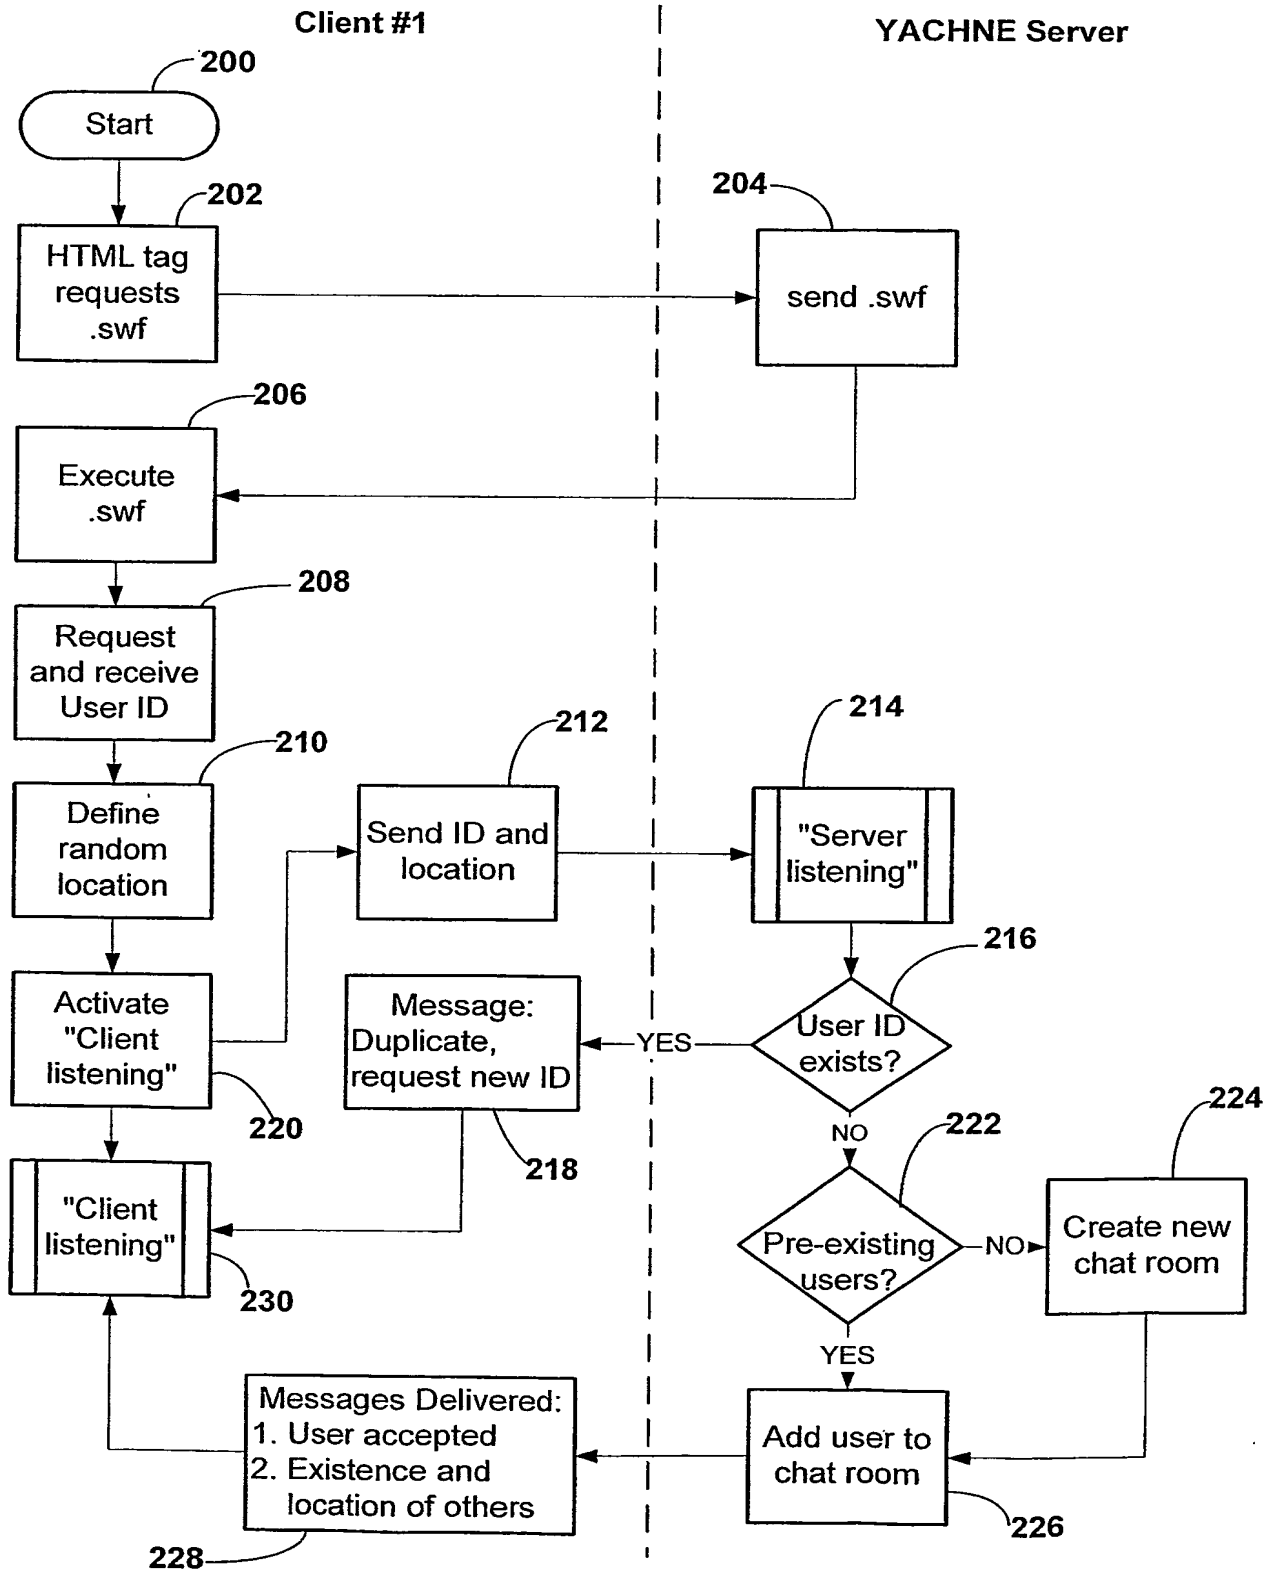 Client #1
YACHNE Server
200
Start
202
204
HTML tag
requests
.swf
send .swf
206
Execute
.swf
208
Request
and receive
User ID
210
212
214
Define
random
location
Send ID and
location
"Server
listening"
216
Activate
"Client
listening"
220
Message:
Duplicate,
request new ID
218
YES
User ID
exists?
NO
222
224
"Client
listening"
230
Pre-existing
users?
NO
Create new
chat room
YES
Messages Delivered:
1. User accepted
2. Existence and
location of others
228
Add user to
chat room
226